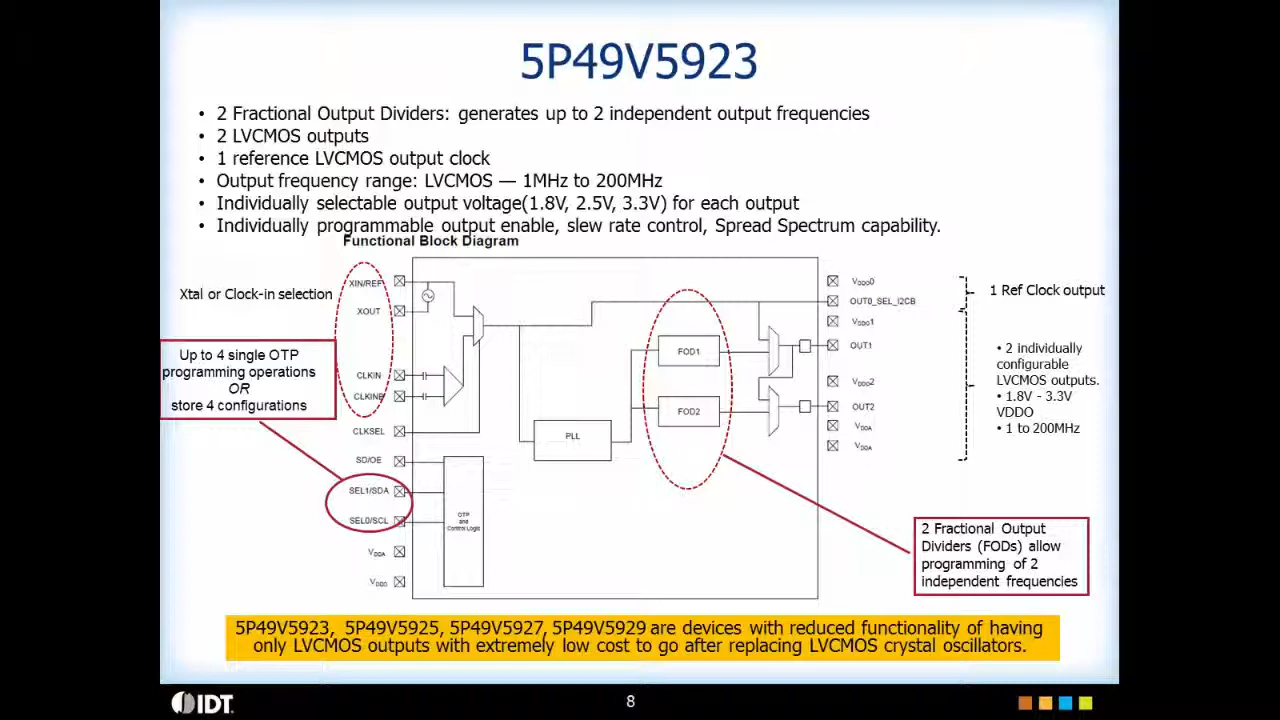 5P49V5923
• 2 Fractional Output Dividers: generates up to 2 independent output frequencies
• 2 LVCMOS outputs
• 1 reference LVCMOS output clock
• Output frequency range: LVCMOS — 1MHz to 200MHz
• Individually selectable output voltage(1.8V, 2.5V, 3.3V) for each output
• Individually programmable output enable, slew rate control, Spread Spectrum capability.
Functional Block Diagram
Xtal or Clock-in selection
Up to 4 single OTP
programming operations
OR
store 4 configurations
XIN/REF
XOUT
CLKIN
CLKINB
CLKSEL
SD/OE
SEL1/SDA
SEL0/SCL
VDDA
VDDD
OTP
and
Control Logic
PLL
FOD1
FOD2
VDDO0
OUT0_SEL_I2CB
VDDO1
OUT1
VDDO2
OUT2
VDDA
VDDA
1 Ref Clock output
• 2 individually
configurable
LVCMOS outputs.
• 1.8V - 3.3V
VDDO
• 1 to 200MHz
2 Fractional Output
Dividers (FODs) allow
programming of 2
independent frequencies
5P49V5923, 5P49V5925, 5P49V5927, 5P49V5929 are devices with reduced functionality of having
only LVCMOS outputs with extremely low cost to go after replacing LVCMOS crystal oscillators.
IDT
8